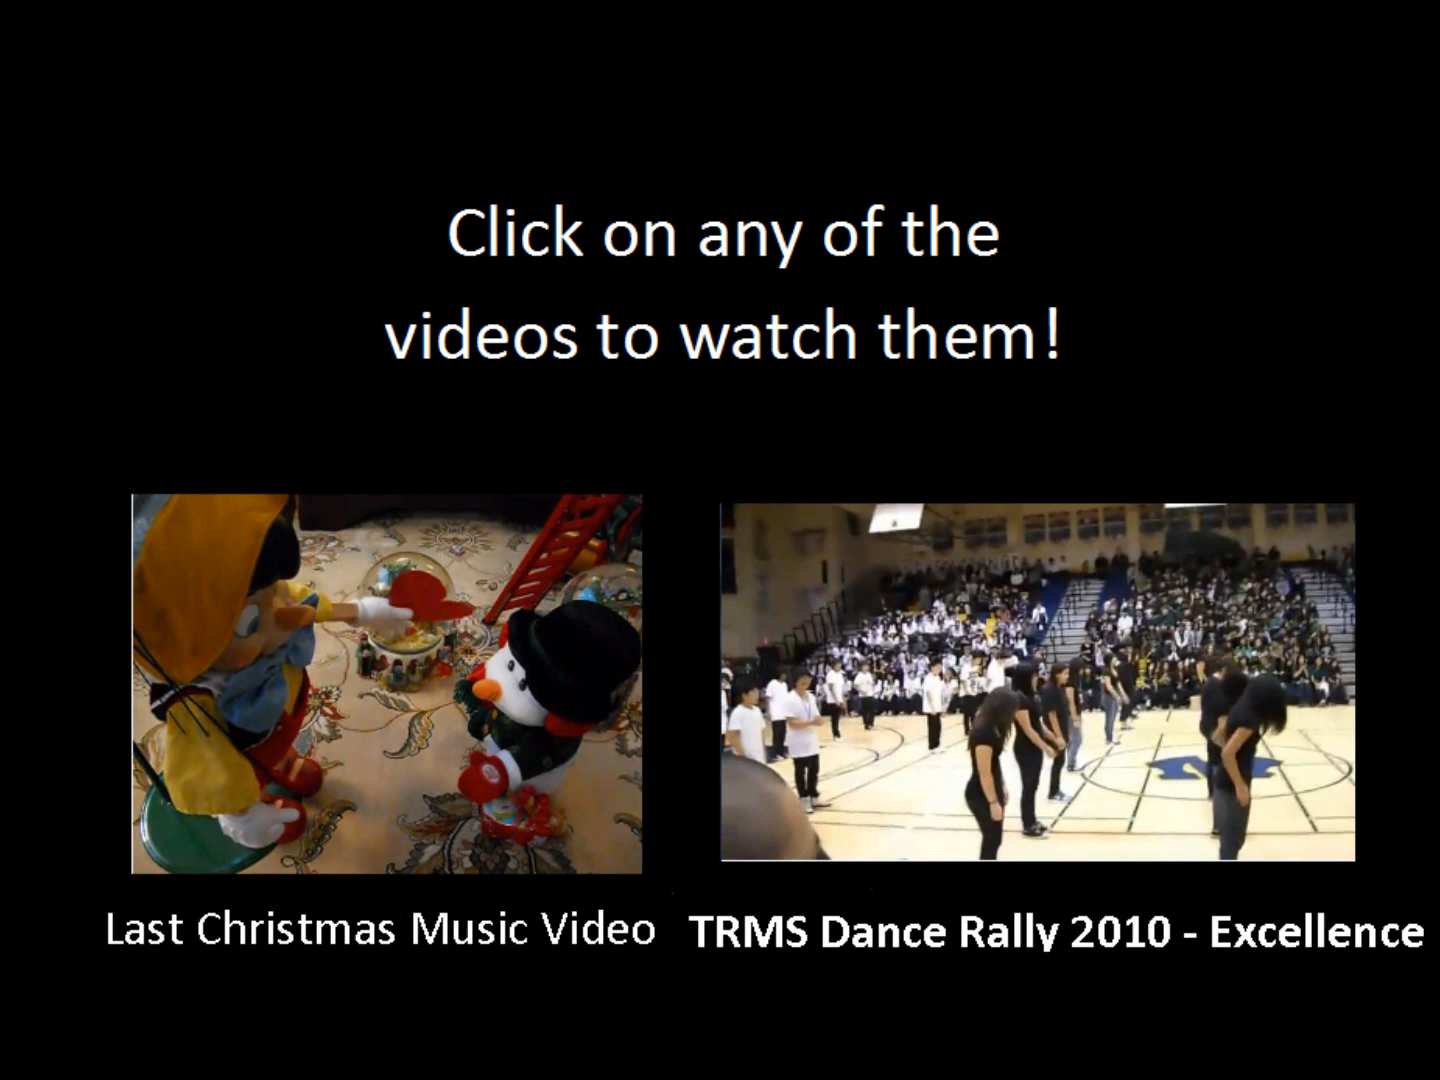 Click on any of the
videos to watch them!
Last Christmas Music Video
TRMS Dance Rally 2010 - Excellence